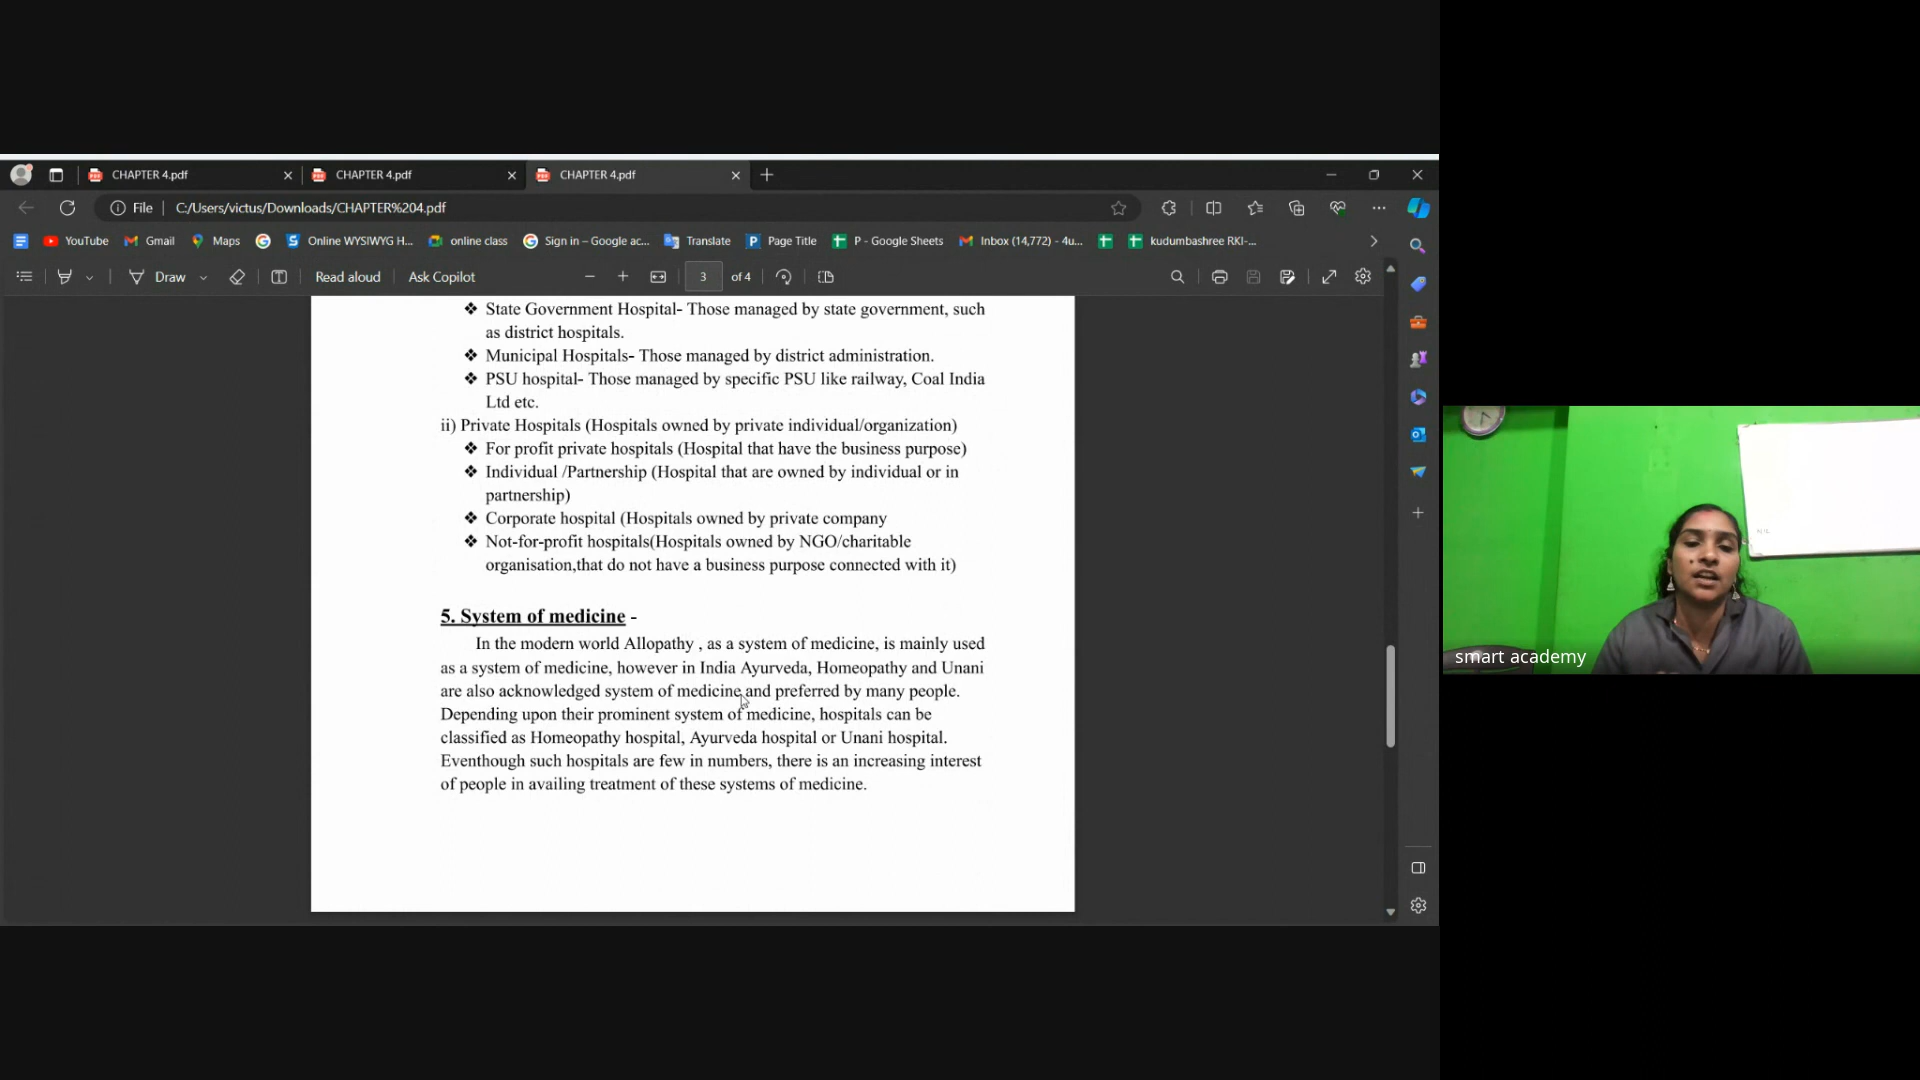 CHAPTER 4.pdf
CHAPTER 4.pdf
CHAPTER 4.pdf
File
C:/Users/victus/Downloads/CHAPTER%204.pdf
YouTube
Gmail
Maps
Online WYSIWYG H...
online class
Sign in – Google ac...
Translate
Page Title
P - Google Sheets
Inbox (14,772) - 4u...
kudumbashree RKI-...
Draw
Read aloud
Ask Copilot
3 of 4
❖ State Government Hospital- Those managed by state government, such
as district hospitals.
❖ Municipal Hospitals- Those managed by district administration.
❖ PSU hospital- Those managed by specific PSU like railway, Coal India
Ltd etc.
ii) Private Hospitals (Hospitals owned by private individual/organization)
❖ For profit private hospitals (Hospital that have the business purpose)
❖ Individual /Partnership (Hospital that are owned by individual or in
partnership)
❖ Corporate hospital (Hospitals owned by private company
❖ Not-for-profit hospitals(Hospitals owned by NGO/charitable
organisation,that do not have a business purpose connected with it)
5. System of medicine -
In the modern world Allopathy , as a system of medicine, is mainly used
as a system of medicine, however in India Ayurveda, Homeopathy and Unani
are also acknowledged system of medicine and preferred by many people.
Depending upon their prominent system of medicine, hospitals can be
classified as Homeopathy hospital, Ayurveda hospital or Unani hospital.
Eventhough such hospitals are few in numbers, there is an increasing interest
of people in availing treatment of these systems of medicine.
smart academy